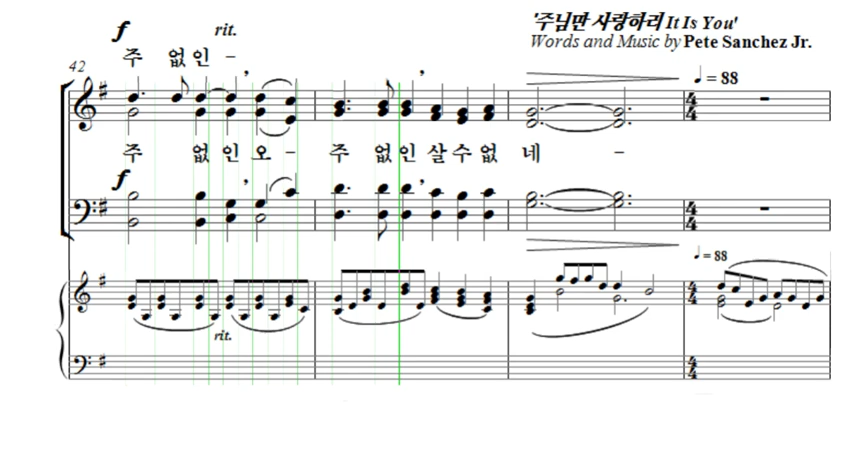 f rit. '주님만 사랑하리 It Is You'
Words and Music by Pete Sanchez Jr.
주 없인 -
42
♩ = 88
주 없인오 - 주 없인살수없 네 -
f
♩ = 88
rit.